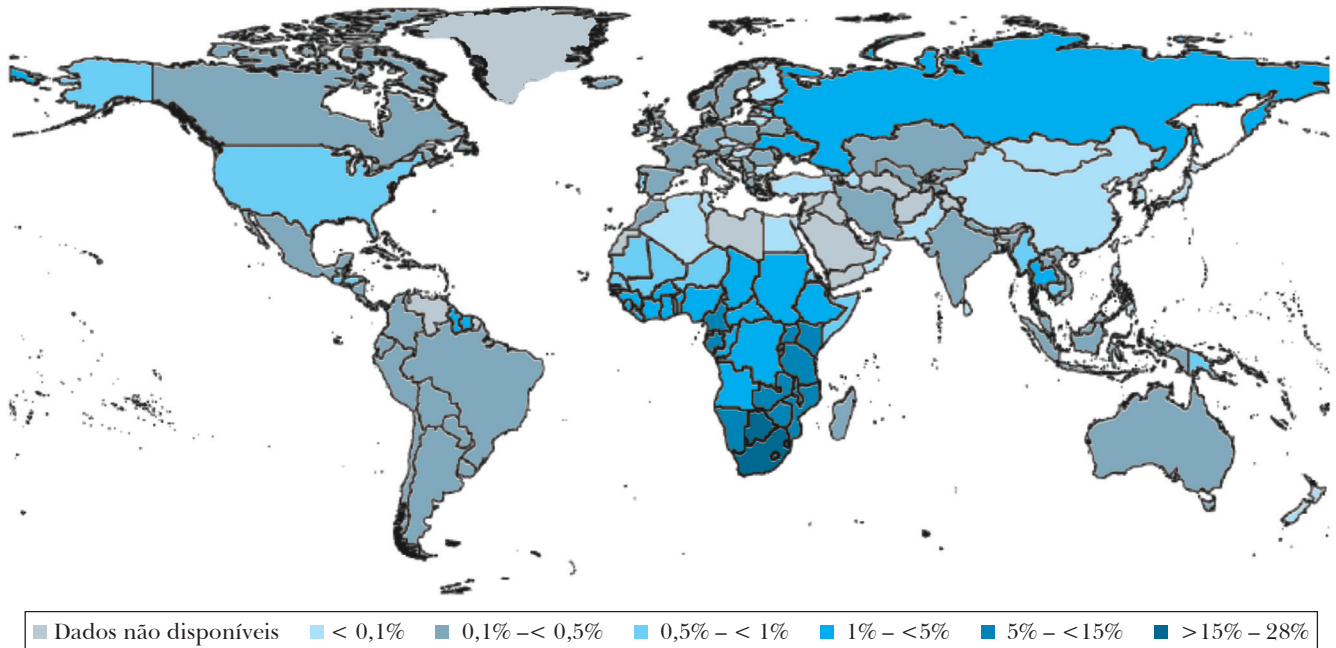 Dados não disponíveis < 0,1% 0,1% –< 0,5% 0,5% – < 1% 1% – <5% 5% – <15% >15% – 28%